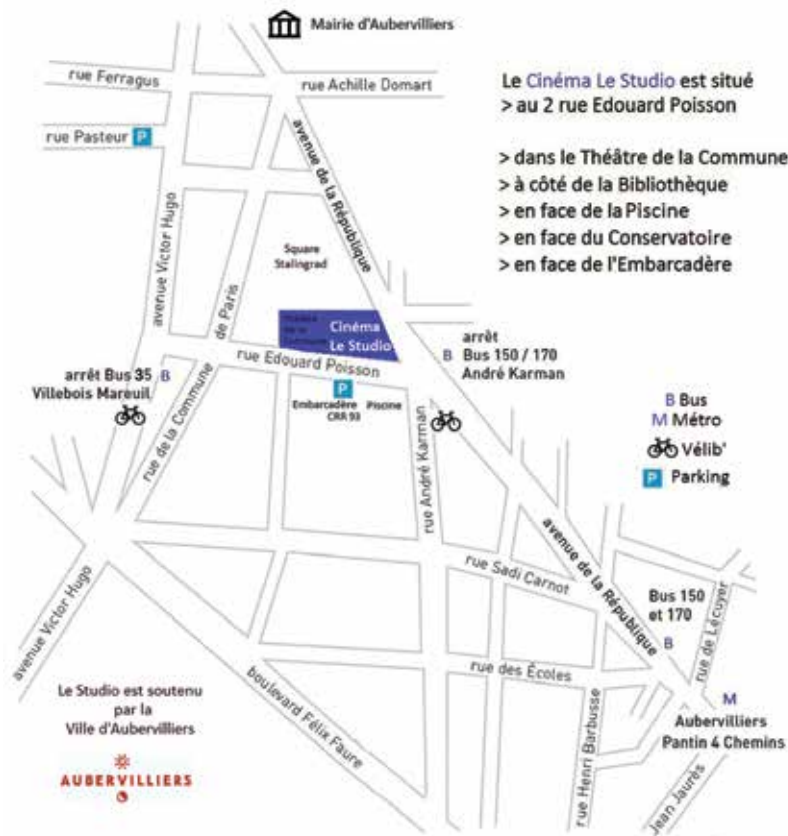 Mairie d'Aubervilliers
rue Ferragus
rue Achille Domart
rue Pasteur P
avenue de la République
avenue Victor Hugo
Le Cinéma Le Studio est situé
> au 2 rue Edouard Poisson
> dans le Théâtre de la Commune
> à côté de la Bibliothèque
> en face de la Piscine
> en face du Conservatoire
> en face de l'Embarcadère
Square
Stalingrad
rue de la Commune de Paris
Théâtre
de la
Commune
Cinéma
Le Studio
rue Edouard Poisson
arrêt
B Bus 150 / 170
André Karman
arrêt Bus 35 B
Villebois Mareuil
P
Embarcadère Piscine
CRR 93
rue André Karman
B Bus
M Métro
Vélib'
P Parking
avenue de la République
rue Sadi Carnot
Bus 150
et 170
B
rue de Lécuyer
avenue Victor Hugo
boulevard Félix Faure
rue des Écoles
rue Henri Barbusse
M
Aubervilliers
Pantin 4 Chemins
Jean Jaurès
Le Studio est soutenu
par la
Ville d'Aubervilliers
AUBERVILLIERS